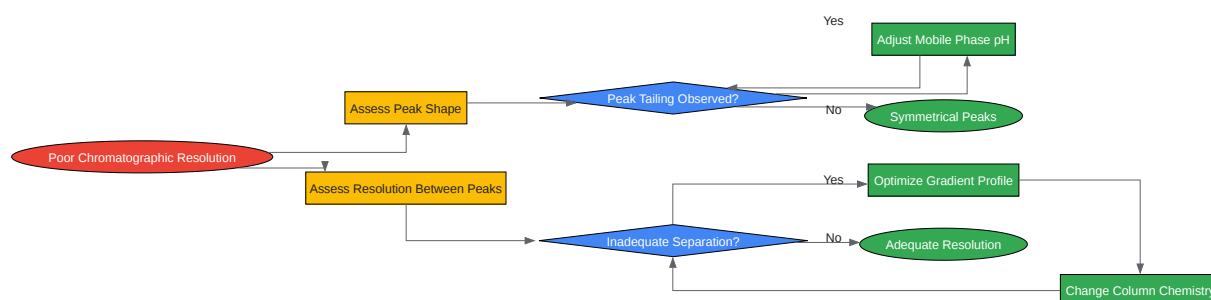 Yes
Adjust Mobile Phase pH
Assess Peak Shape
Peak Tailing Observed?
No
Symmetrical Peaks
Poor Chromatographic Resolution
Assess Resolution Between Peaks
Yes
Optimize Gradient Profile
Inadequate Separation?
No
Adequate Resolution
Change Column Chemistry